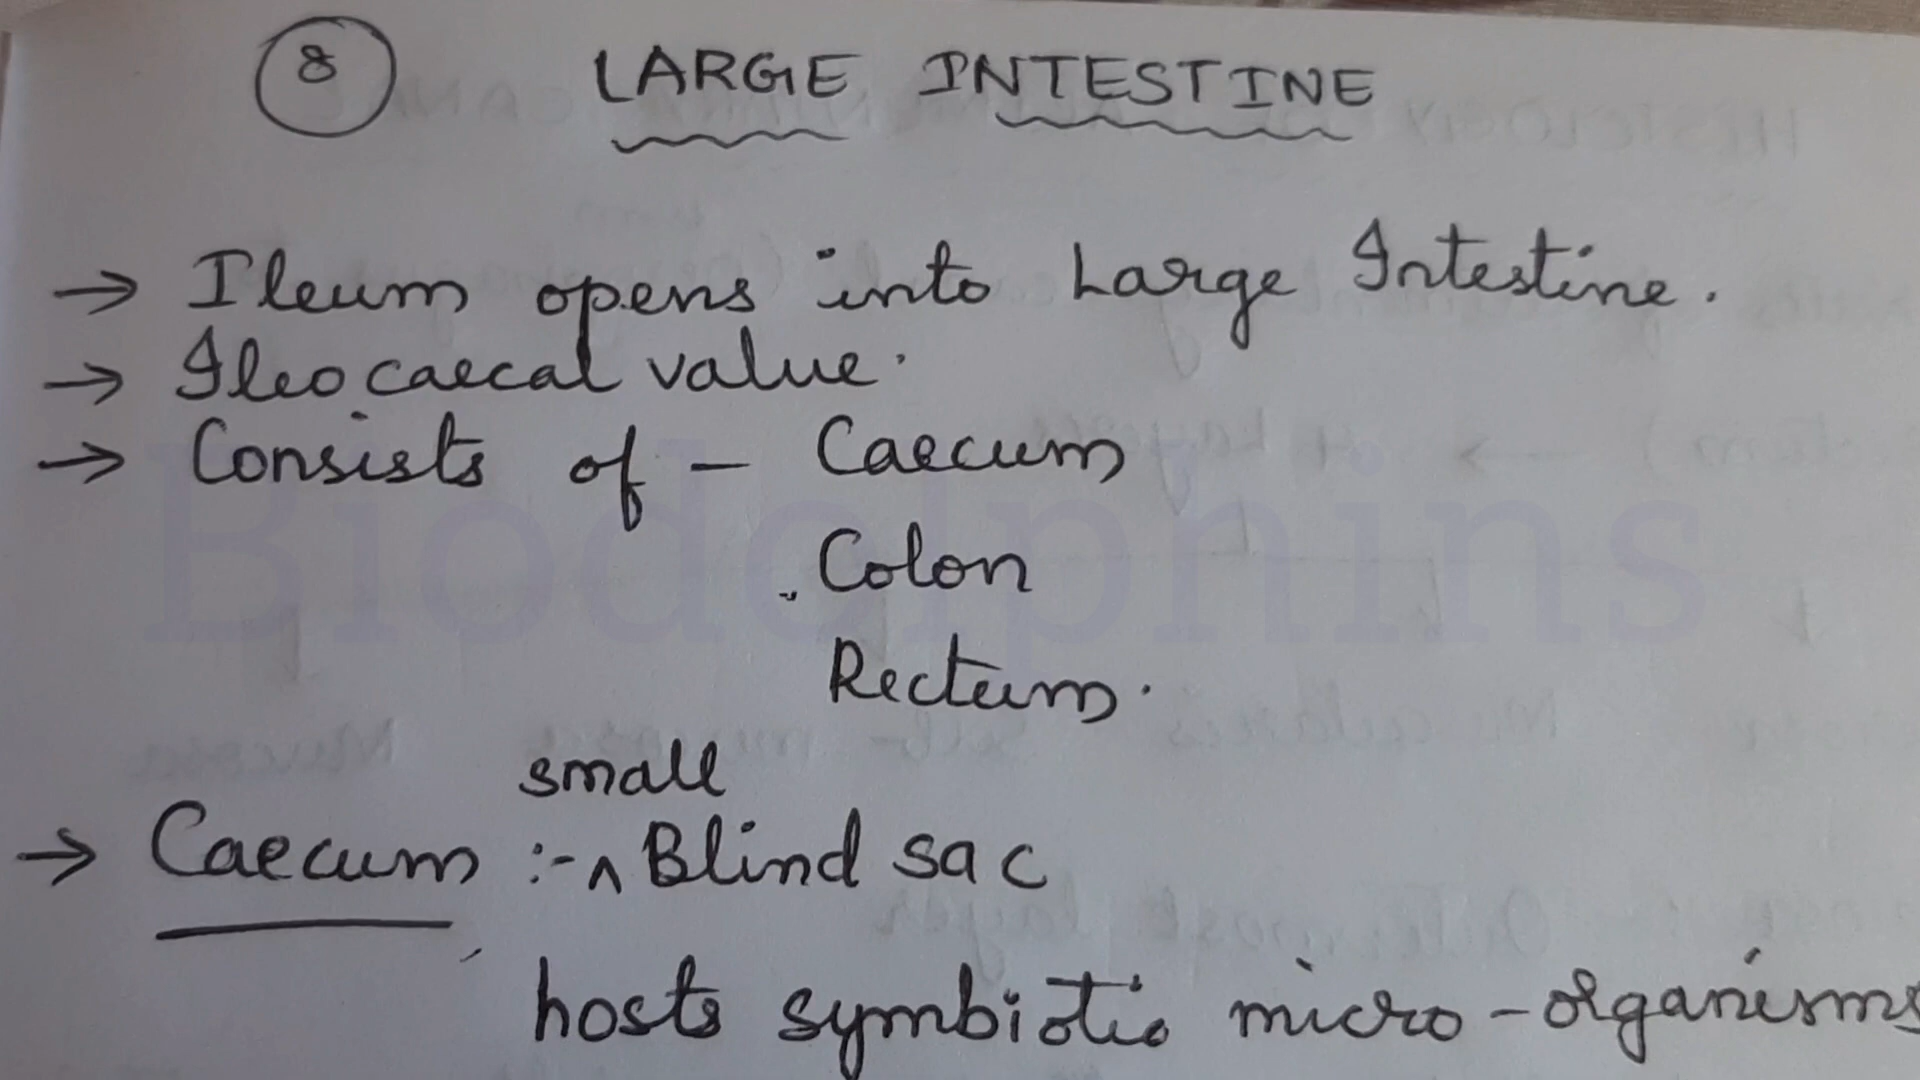 8 LARGE INTESTINE
→ Ileum opens into Large Intestine.
→ Ileocaecal value.
→ Consists of - Caecum
Colon
Rectum.
small
→ Caecum :- ^ Blind sac
hosts symbiotic micro-organisms
Biodolphins